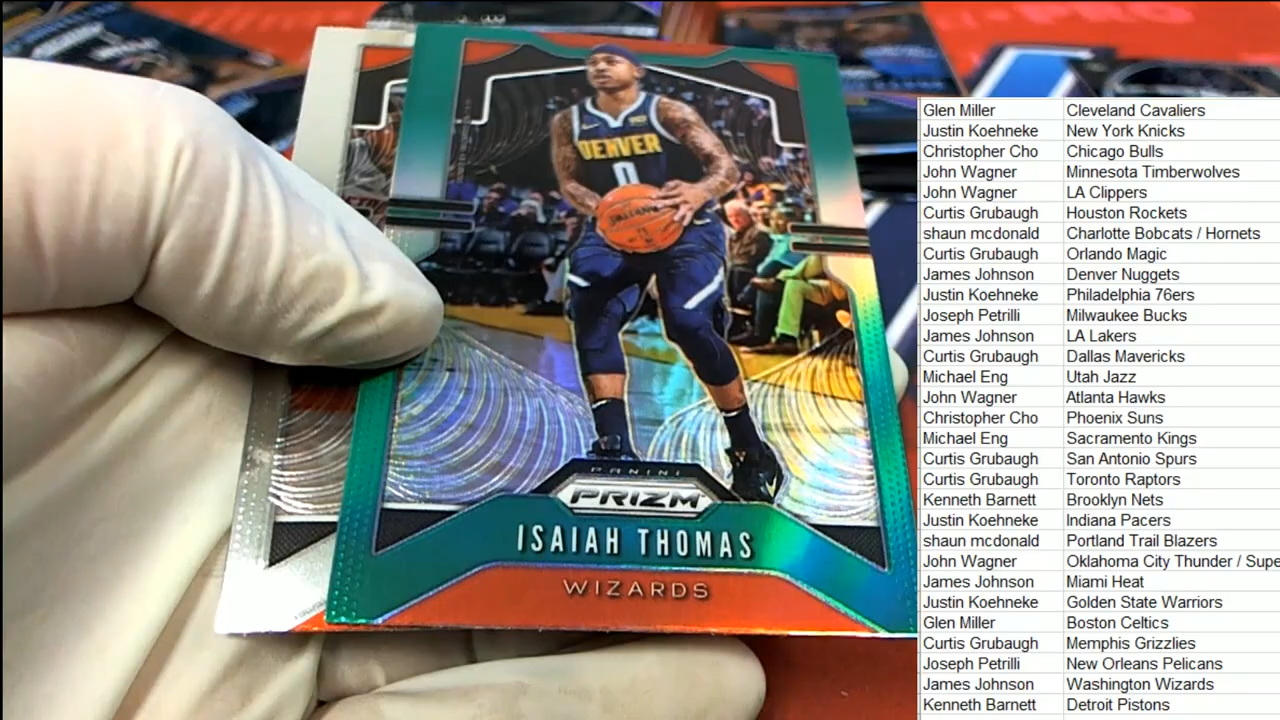 DENVER
0
SPALDING
PANINI
PRIZM
ISAIAH THOMAS
WIZARDS
Glen Miller Cleveland Cavaliers
Justin Koehneke New York Knicks
Christopher Cho Chicago Bulls
John Wagner Minnesota Timberwolves
John Wagner LA Clippers
Curtis Grubaugh Houston Rockets
shaun mcdonald Charlotte Bobcats / Hornets
Curtis Grubaugh Orlando Magic
James Johnson Denver Nuggets
Justin Koehneke Philadelphia 76ers
Joseph Petrilli Milwaukee Bucks
James Johnson LA Lakers
Curtis Grubaugh Dallas Mavericks
Michael Eng Utah Jazz
John Wagner Atlanta Hawks
Christopher Cho Phoenix Suns
Michael Eng Sacramento Kings
Curtis Grubaugh San Antonio Spurs
Curtis Grubaugh Toronto Raptors
Kenneth Barnett Brooklyn Nets
Justin Koehneke Indiana Pacers
shaun mcdonald Portland Trail Blazers
John Wagner Oklahoma City Thunder / Supe
James Johnson Miami Heat
Justin Koehneke Golden State Warriors
Glen Miller Boston Celtics
Curtis Grubaugh Memphis Grizzlies
Joseph Petrilli New Orleans Pelicans
James Johnson Washington Wizards
Kenneth Barnett Detroit Pistons